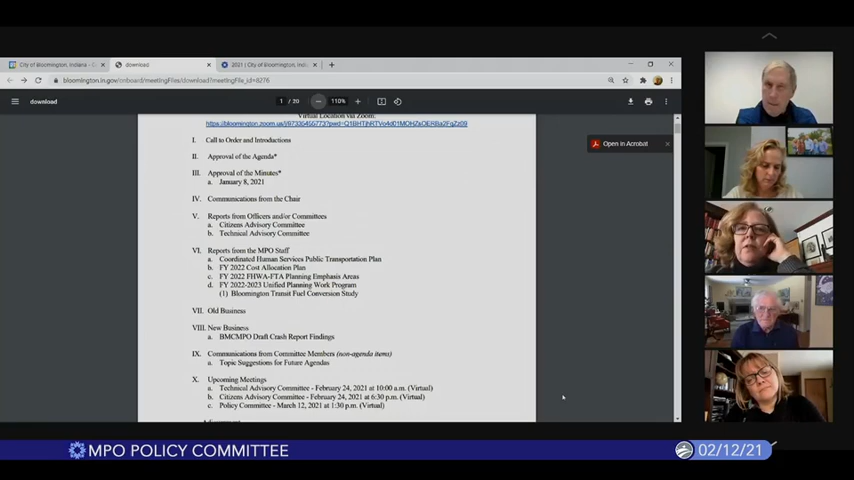 City of Bloomington, Indiana - C
download
2021 | City of Bloomington, In
bloomington.in.gov/onboard/meetingFiles/download?meetingFile_id=8276
download
1 / 20
110%
Virtual Location via Zoom:
Open in Acrobat
I. Call to Order and Introductions
II. Approval of the Agenda*
III. Approval of the Minutes*
a. January 8, 2021
IV. Communications from the Chair
V. Reports from Officers and/or Committees
a. Citizens Advisory Committee
b. Technical Advisory Committee
VI. Reports from the MPO Staff
a. Coordinated Human Services Public Transportation Plan
b. FY 2022 Cost Allocation Plan
c. FY 2022 FHWA-FTA Planning Emphasis Areas
d. FY 2022-2023 Unified Planning Work Program
(1) Bloomington Transit Fuel Conversion Study
VII. Old Business
VIII. New Business
a. BMCMPO Draft Crash Report Findings
IX. Communications from Committee Members (non-agenda items)
a. Topic Suggestions for Future Agendas
X. Upcoming Meetings
a. Technical Advisory Committee - February 24, 2021 at 10:00 a.m. (Virtual)
b. Citizens Advisory Committee - February 24, 2021 at 6:30 p.m. (Virtual)
c. Policy Committee - March 12, 2021 at 1:30 p.m. (Virtual)
MPO POLICY COMMITTEE
02/12/21